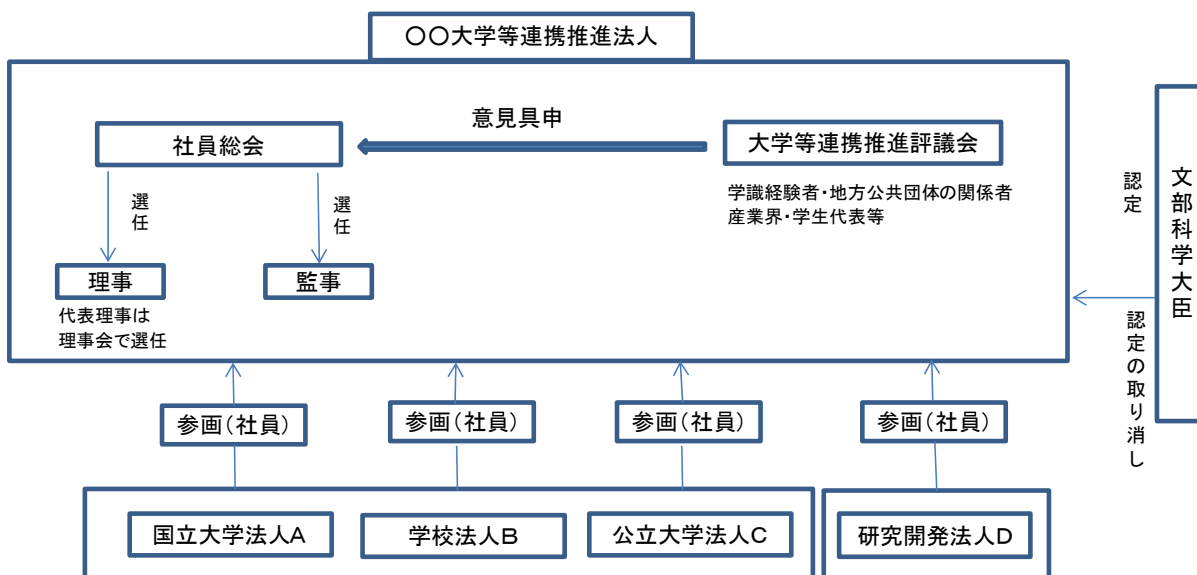 〇〇大学等連携推進法人
意見具申
社員総会
大学等連携推進評議会
学識経験者・地方公共団体の関係者
産業界・学生代表等
選任
選任
理事
監事
代表理事は
理事会で選任
認定
文部科学大臣
認定の取り消し
参画(社員)
参画(社員)
参画(社員)
参画(社員)
国立大学法人A
学校法人B
公立大学法人C
研究開発法人D